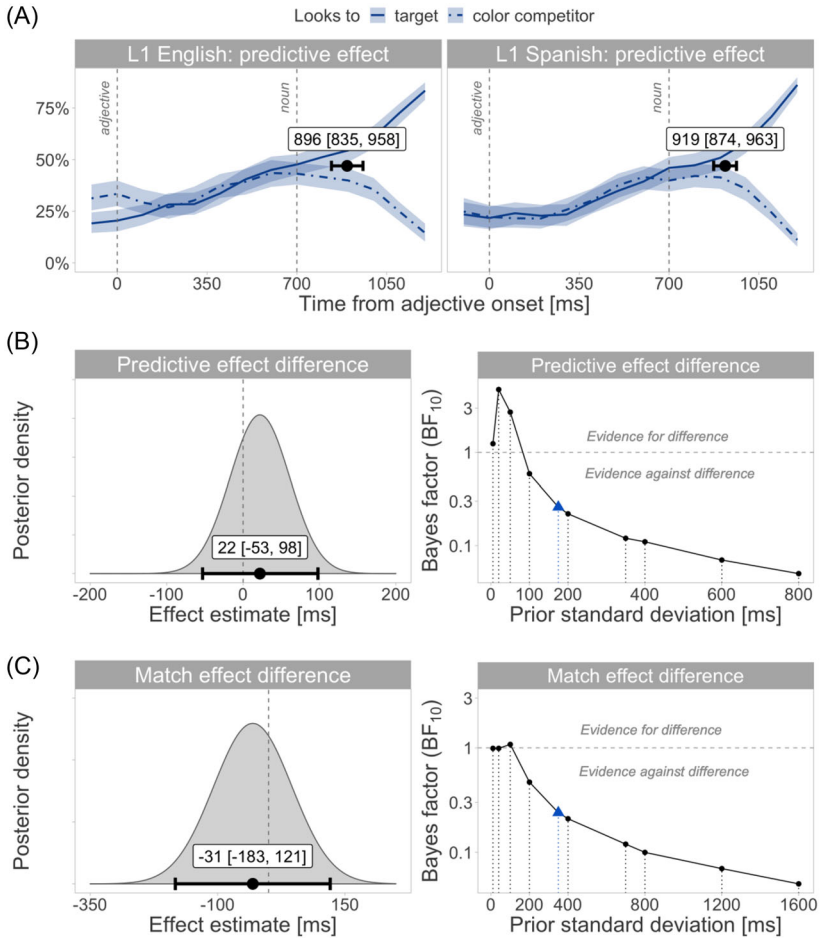 (A)
Looks to target color competitor
L1 English: predictive effect
L1 Spanish: predictive effect
75%
50%
25%
0%
adjective
noun
896 [835, 958]
adjective
noun
919 [874, 963]
0 350 700 1050
0 350 700 1050
Time from adjective onset [ms]
(B)
Predictive effect difference
Posterior density
22 [-53, 98]
-200 -100 0 100 200
Effect estimate [ms]
Predictive effect difference
Bayes factor (BF10)
3
1
0.3
0.1
Evidence for difference
Evidence against difference
0 100 200 400 600 800
Prior standard deviation [ms]
(C)
Match effect difference
Posterior density
-31 [-183, 121]
-350 -100 150
Effect estimate [ms]
Match effect difference
Bayes factor (BF10)
3
1
0.3
0.1
Evidence for difference
Evidence against difference
0 200 400 800 1200 1600
Prior standard deviation [ms]